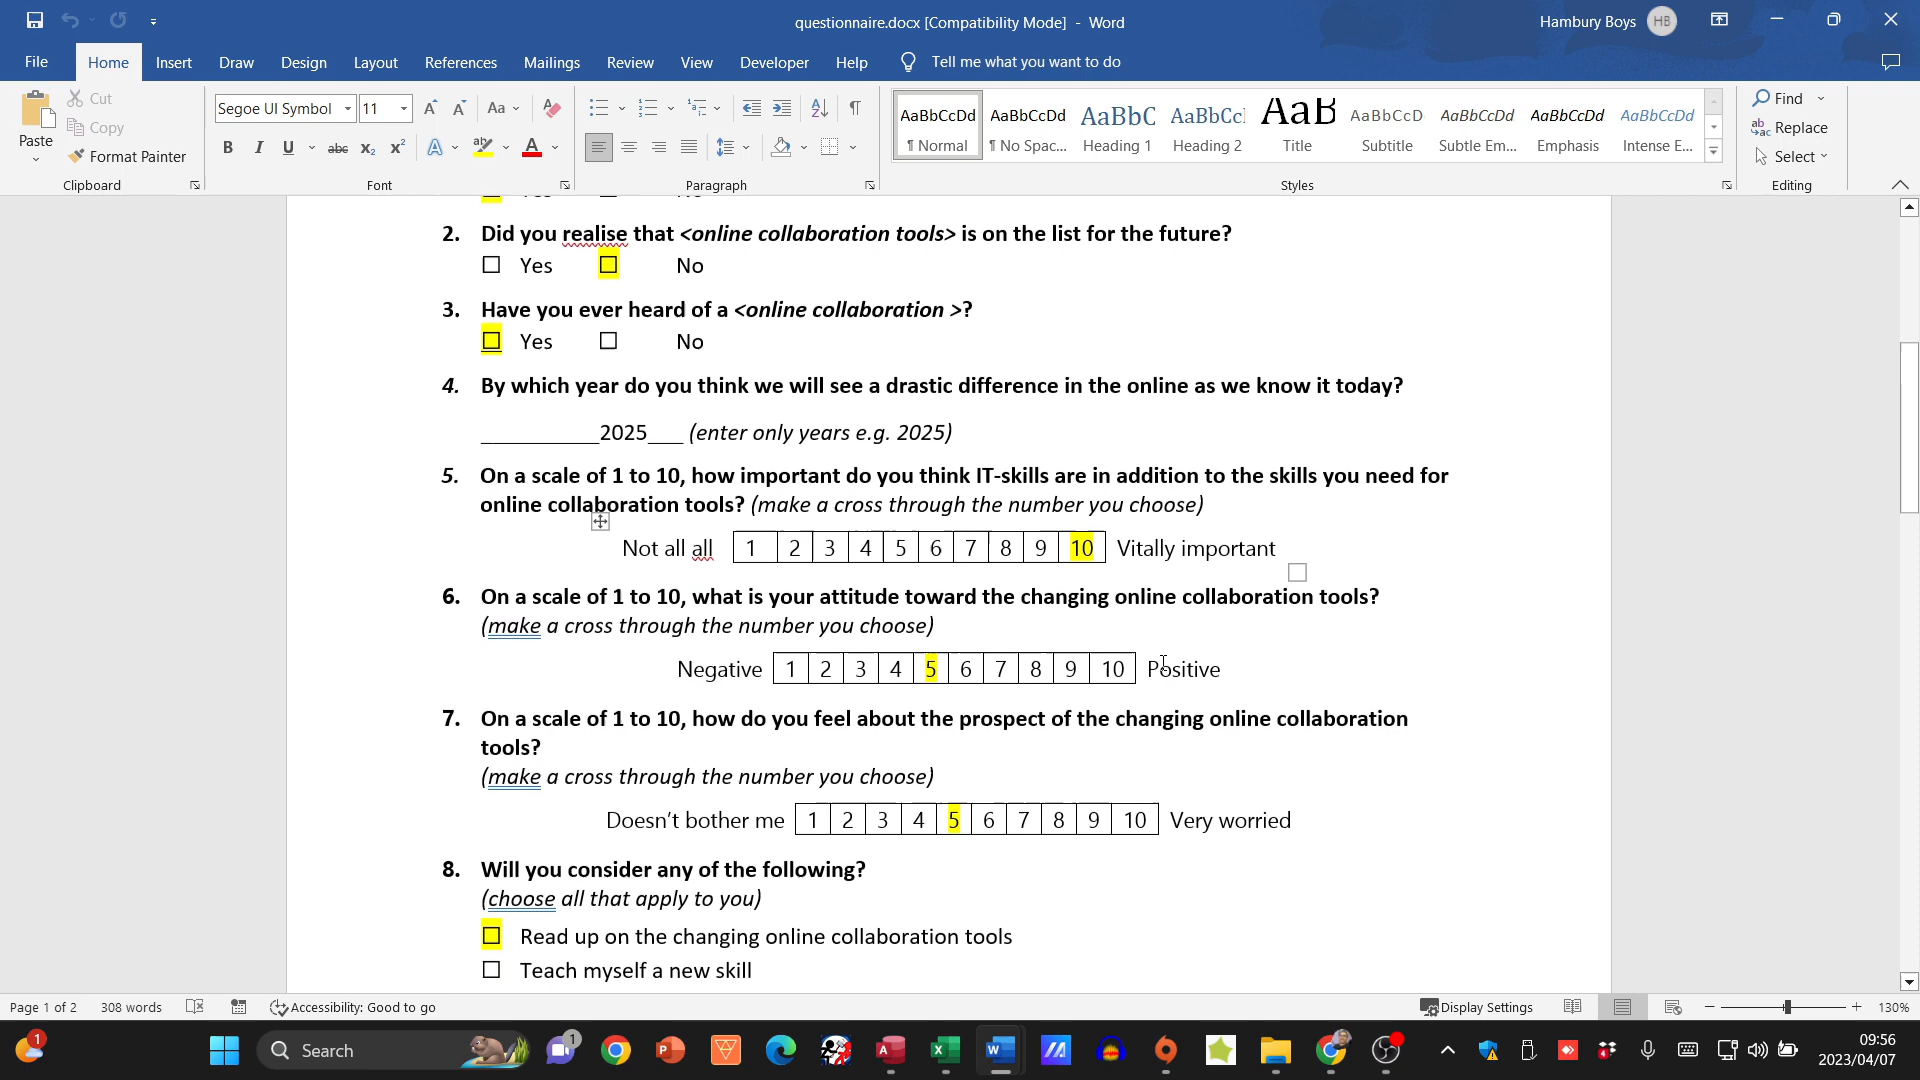 questionnaire.docx [Compatibility Mode] - Word
Hambury Boys HB
File Home Insert Draw Design Layout References Mailings Review View Developer Help Tell me what you want to do
Segoe UI Symbol 11 Aa
Paste Cut
Copy
Format Painter
B I U abc x₂ x² A ab A
AaBbCcDd AaBbCcDd AaBbC AaBbCc AaB AaBbCcD AaBbCcDd AaBbCcDd AaBbCcDd
¶ Normal ¶ No Spac... Heading 1 Heading 2 Title Subtitle Subtle Em... Emphasis Intense E...
Find
Replace
Select
Clipboard Font Paragraph Styles Editing
2. Did you realise that <online collaboration tools> is on the list for the future?
☐ Yes ☐ No
3. Have you ever heard of a <online collaboration >?
☐ Yes ☐ No
4. By which year do you think we will see a drastic difference in the online as we know it today?
__________2025___ (enter only years e.g. 2025)
5. On a scale of 1 to 10, how important do you think IT-skills are in addition to the skills you need for
online collaboration tools? (make a cross through the number you choose)
Not all all 1 2 3 4 5 6 7 8 9 10 Vitally important
6. On a scale of 1 to 10, what is your attitude toward the changing online collaboration tools?
(make a cross through the number you choose)
Negative 1 2 3 4 5 6 7 8 9 10 Positive
7. On a scale of 1 to 10, how do you feel about the prospect of the changing online collaboration
tools?
(make a cross through the number you choose)
Doesn't bother me 1 2 3 4 5 6 7 8 9 10 Very worried
8. Will you consider any of the following?
(choose all that apply to you)
☐ Read up on the changing online collaboration tools
☐ Teach myself a new skill
Page 1 of 2 308 words Accessibility: Good to go Display Settings 130%
1 Search 1 09:56
2023/04/07